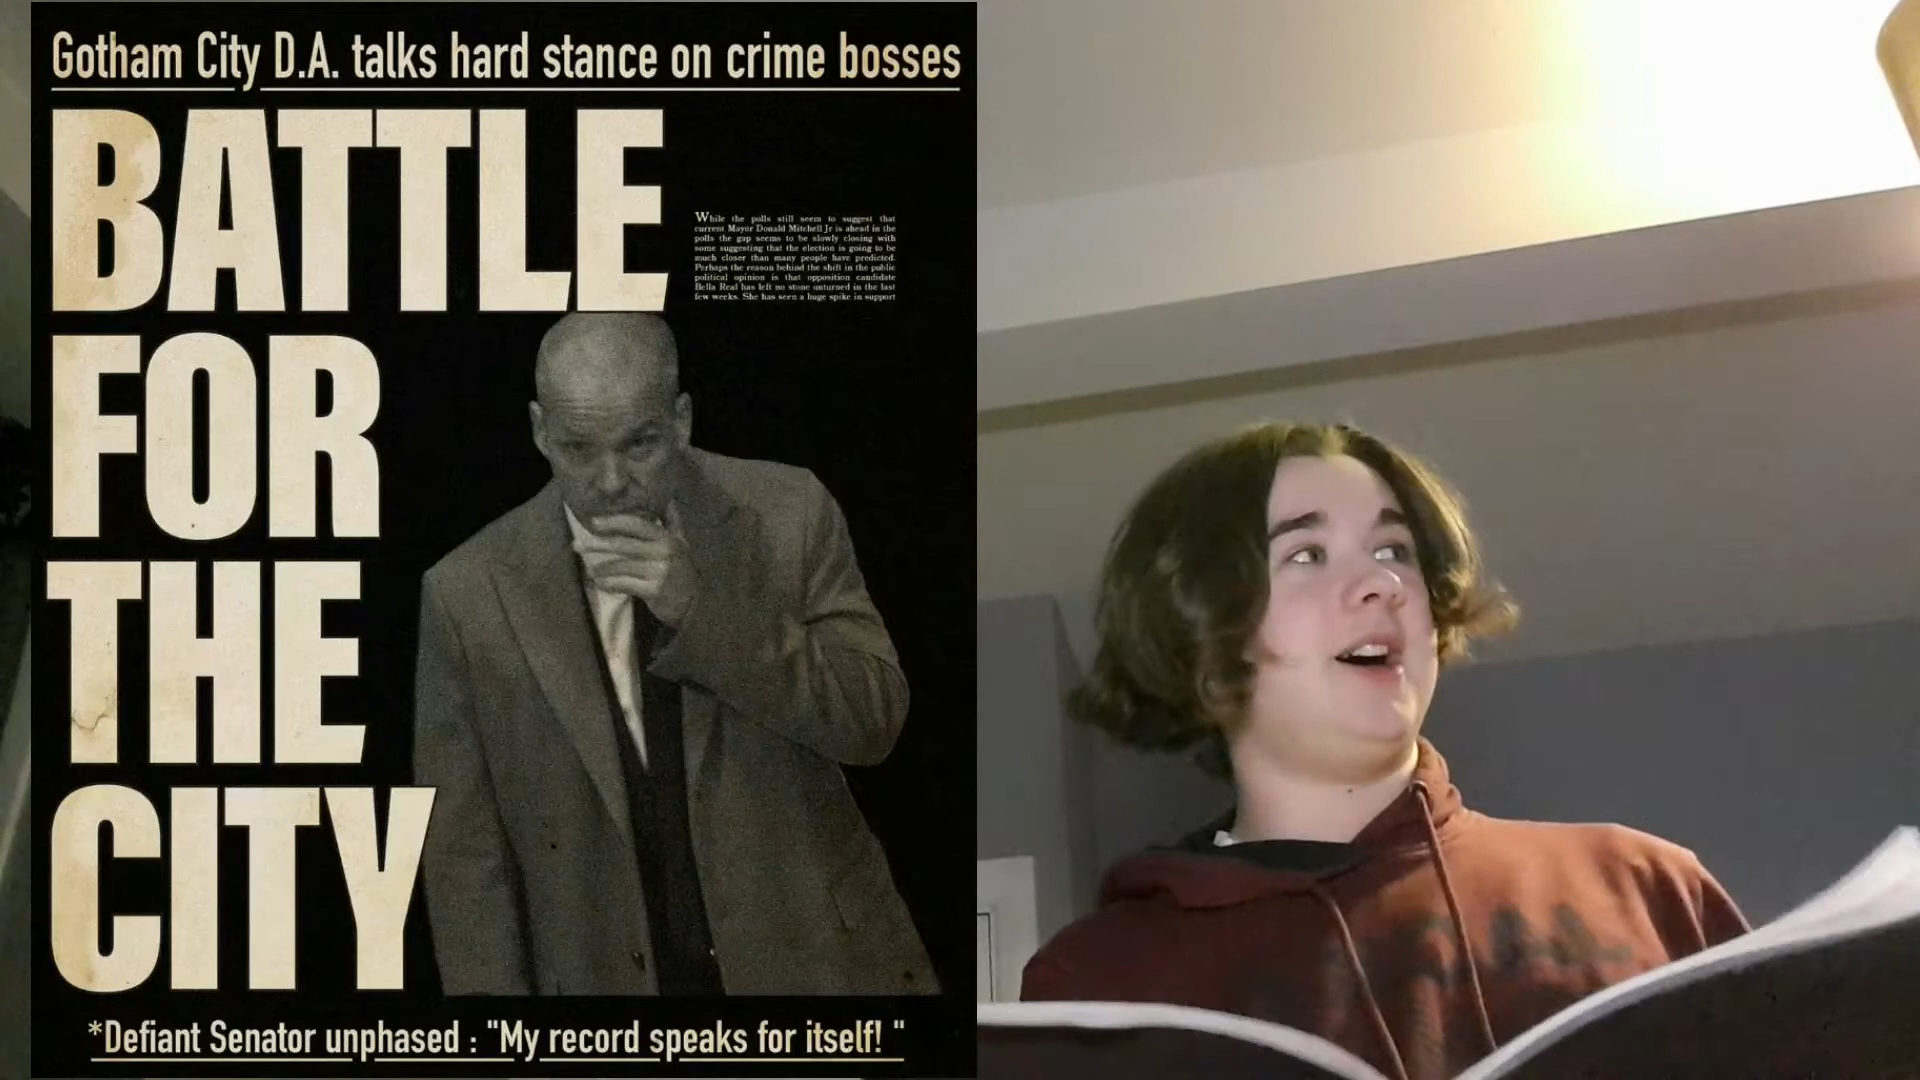 Gotham City D.A. talks hard stance on crime bosses
BATTLE
While the polls still seem to suggest that
current Mayor Donald Mitchell Jr is ahead in the
polls the gap seems to be slowly closing with
some suggesting that the election is going to be
much closer than many people have predicted.
Perhaps the reason behind the shift in the public
political opinion is that opposition candidate
Bella Real has left no stone unturned in the last
few weeks. She has seen a huge spike in support
FOR
THE
CITY
*Defiant Senator unphased : "My record speaks for itself! "